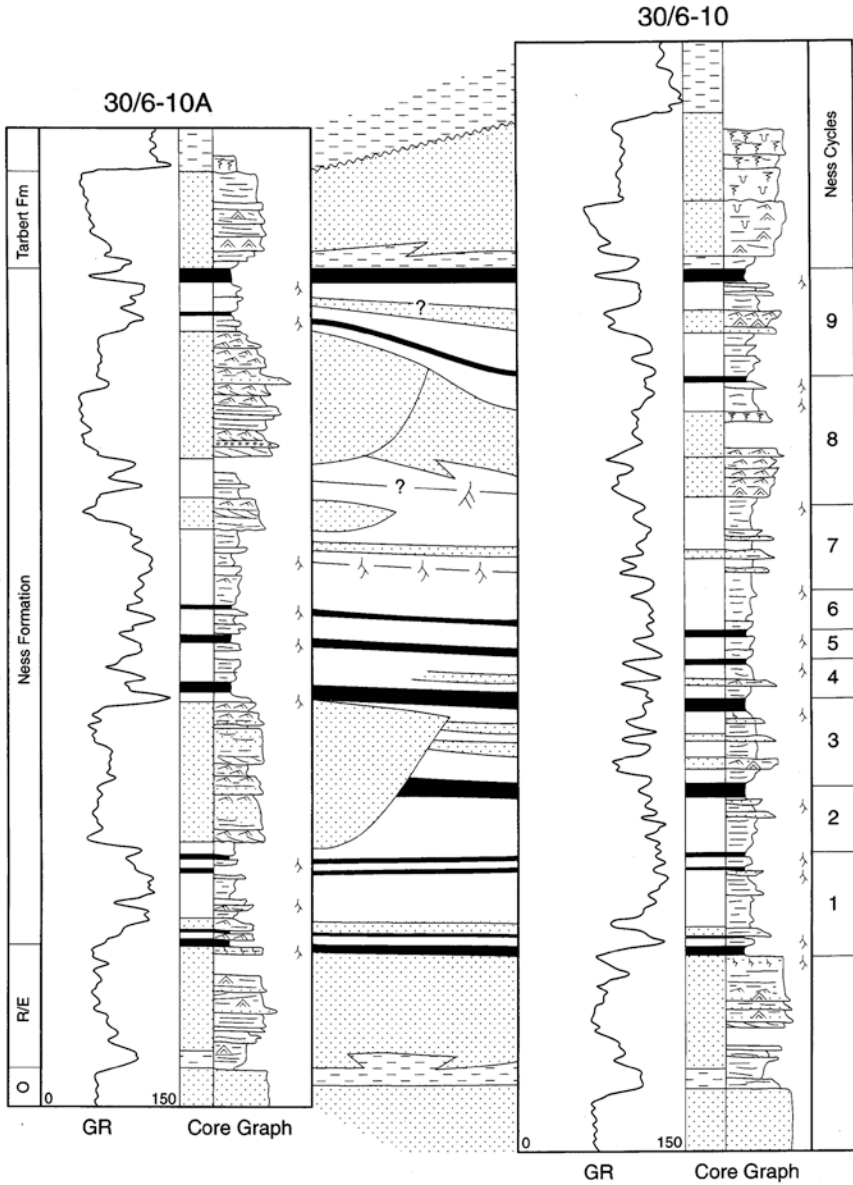 30/6-10
30/6-10A
Tarbert Fm
Ness Formation
R/E
O
0
150
GR
Core Graph
?
?
Ness Cycles
9
8
7
6
5
4
3
2
1
0
150
GR
Core Graph